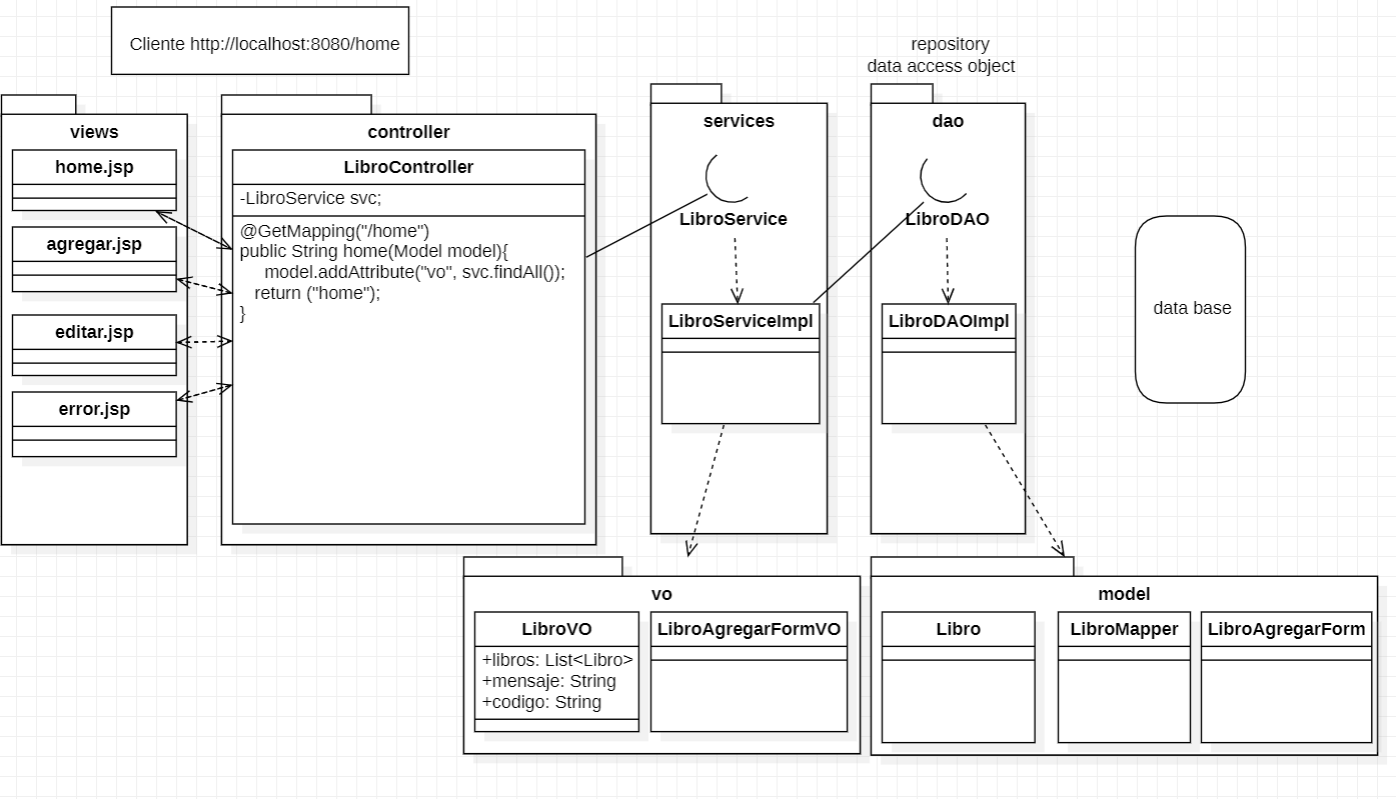 Cliente http://localhost:8080/home
repository
data access object
views
home.jsp
agregar.jsp
editar.jsp
error.jsp
controller
LibroController
-LibroService svc;
@GetMapping("/home")
public String home(Model model){
model.addAttribute("vo", svc.findAll());
return ("home");
}
services
LibroService
LibroServiceImpl
dao
LibroDAO
LibroDAOImpl
data base
vo
LibroVO
+libros: List<Libro>
+mensaje: String
+codigo: String
LibroAgregarFormVO
model
Libro
LibroMapper
LibroAgregarForm